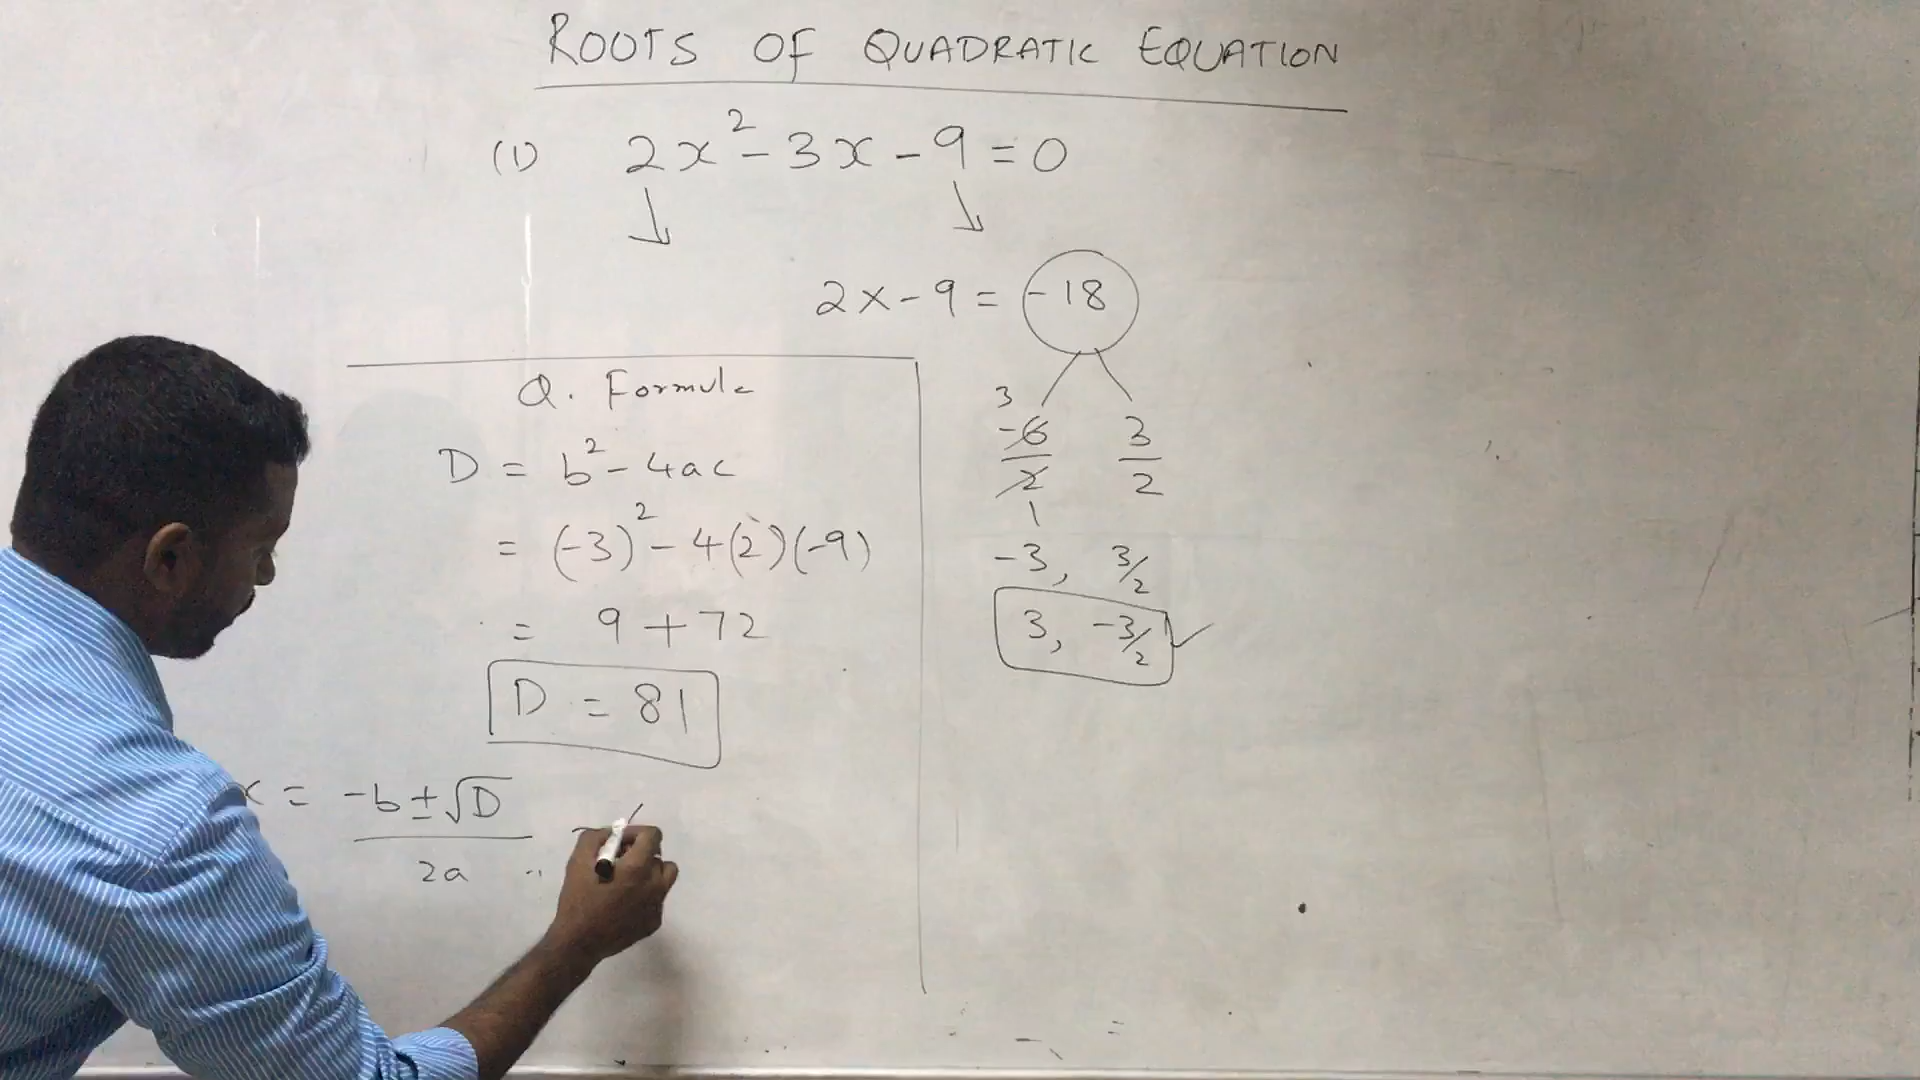 ROOTS OF QUADRATIC EQUATION
(1) 2x² - 3x - 9 = 0
2x-9 = -18
Q. Formula
D = b² - 4ac
= (-3)² - 4(2)(-9)
= 9 + 72
D = 81
x = -b ± √D
2a
3
-6 3
2 2
1
-3, 3/2
3, -3/2